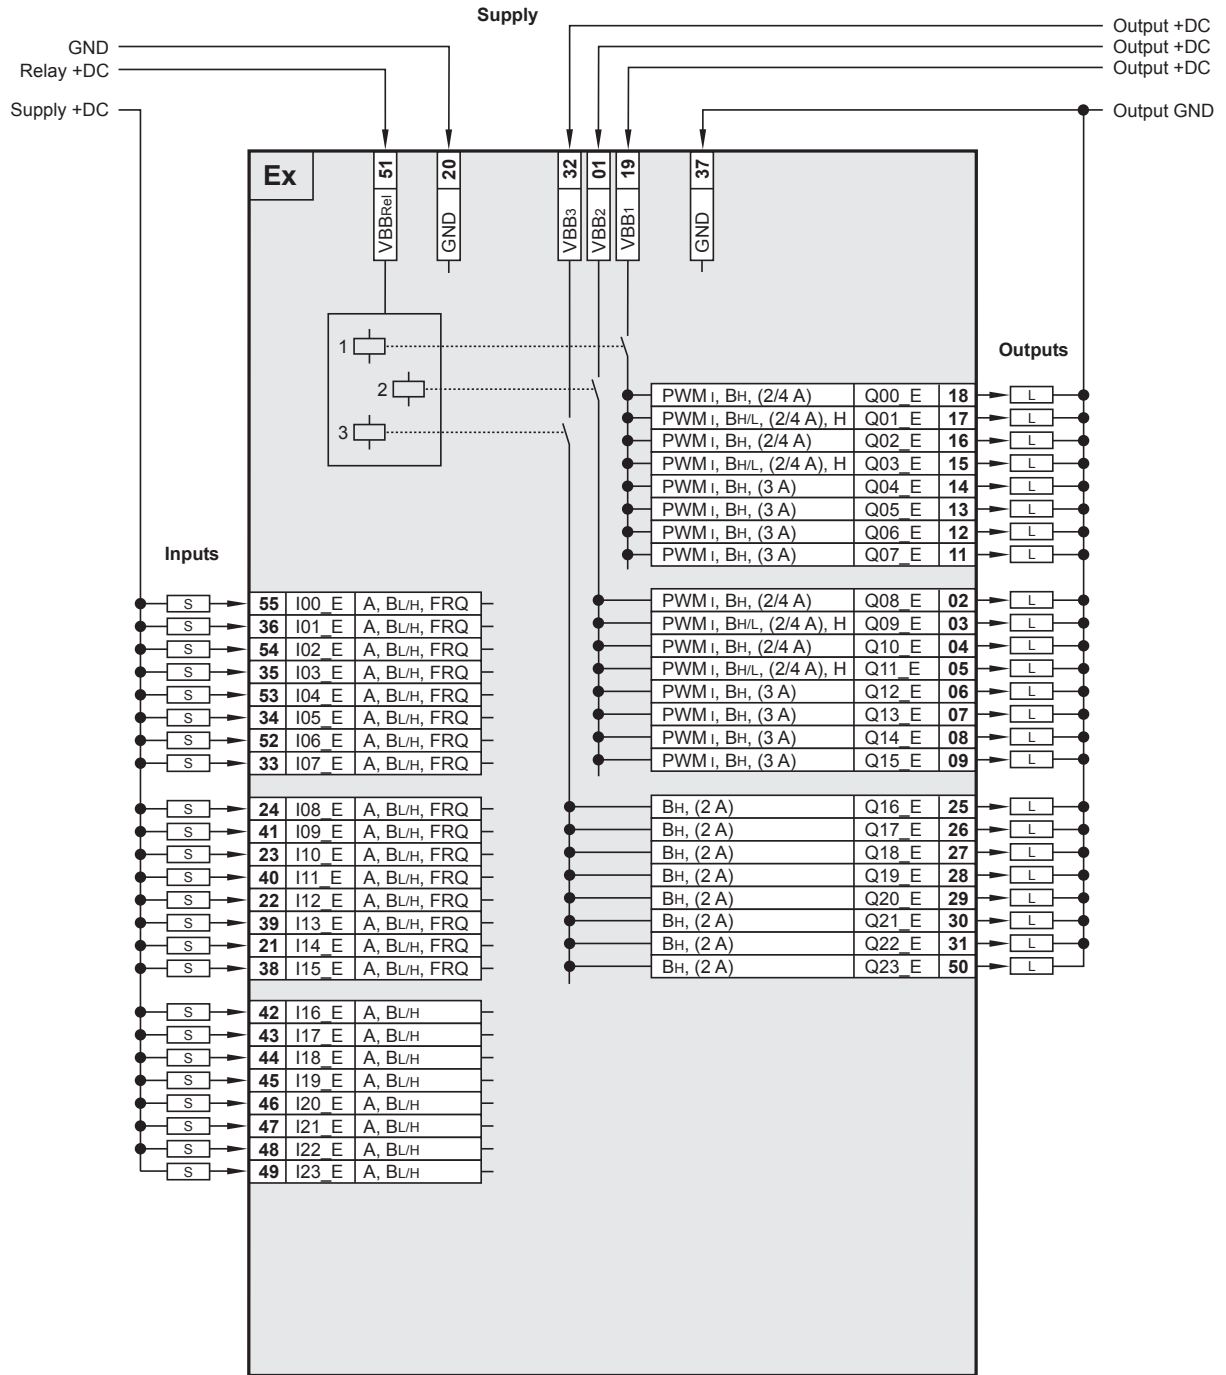 Supply
Output +DC
GND
Output +DC
Relay +DC
Output +DC
Supply +DC
Output GND
Ex
51
20
32
01
19
37
VBBRel
GND
VBB3
VBB2
VBB1
GND
1
2
3
Outputs
PWM I, BH, (2/4 A) Q00_E 18 L
PWM I, BH/L, (2/4 A), H Q01_E 17 L
PWM I, BH, (2/4 A) Q02_E 16 L
PWM I, BH/L, (2/4 A), H Q03_E 15 L
PWM I, BH, (3 A) Q04_E 14 L
PWM I, BH, (3 A) Q05_E 13 L
PWM I, BH, (3 A) Q06_E 12 L
PWM I, BH, (3 A) Q07_E 11 L
PWM I, BH, (2/4 A) Q08_E 02 L
PWM I, BH/L, (2/4 A), H Q09_E 03 L
PWM I, BH, (2/4 A) Q10_E 04 L
PWM I, BH/L, (2/4 A), H Q11_E 05 L
PWM I, BH, (3 A) Q12_E 06 L
PWM I, BH, (3 A) Q13_E 07 L
PWM I, BH, (3 A) Q14_E 08 L
PWM I, BH, (3 A) Q15_E 09 L
BH, (2 A) Q16_E 25 L
BH, (2 A) Q17_E 26 L
BH, (2 A) Q18_E 27 L
BH, (2 A) Q19_E 28 L
BH, (2 A) Q20_E 29 L
BH, (2 A) Q21_E 30 L
BH, (2 A) Q22_E 31 L
BH, (2 A) Q23_E 50 L
Inputs
S 55 I00_E A, BL/H, FRQ
S 36 I01_E A, BL/H, FRQ
S 54 I02_E A, BL/H, FRQ
S 35 I03_E A, BL/H, FRQ
S 53 I04_E A, BL/H, FRQ
S 34 I05_E A, BL/H, FRQ
S 52 I06_E A, BL/H, FRQ
S 33 I07_E A, BL/H, FRQ
S 24 I08_E A, BL/H, FRQ
S 41 I09_E A, BL/H, FRQ
S 23 I10_E A, BL/H, FRQ
S 40 I11_E A, BL/H, FRQ
S 22 I12_E A, BL/H, FRQ
S 39 I13_E A, BL/H, FRQ
S 21 I14_E A, BL/H, FRQ
S 38 I15_E A, BL/H, FRQ
S 42 I16_E A, BL/H
S 43 I17_E A, BL/H
S 44 I18_E A, BL/H
S 45 I19_E A, BL/H
S 46 I20_E A, BL/H
S 47 I21_E A, BL/H
S 48 I22_E A, BL/H
S 49 I23_E A, BL/H